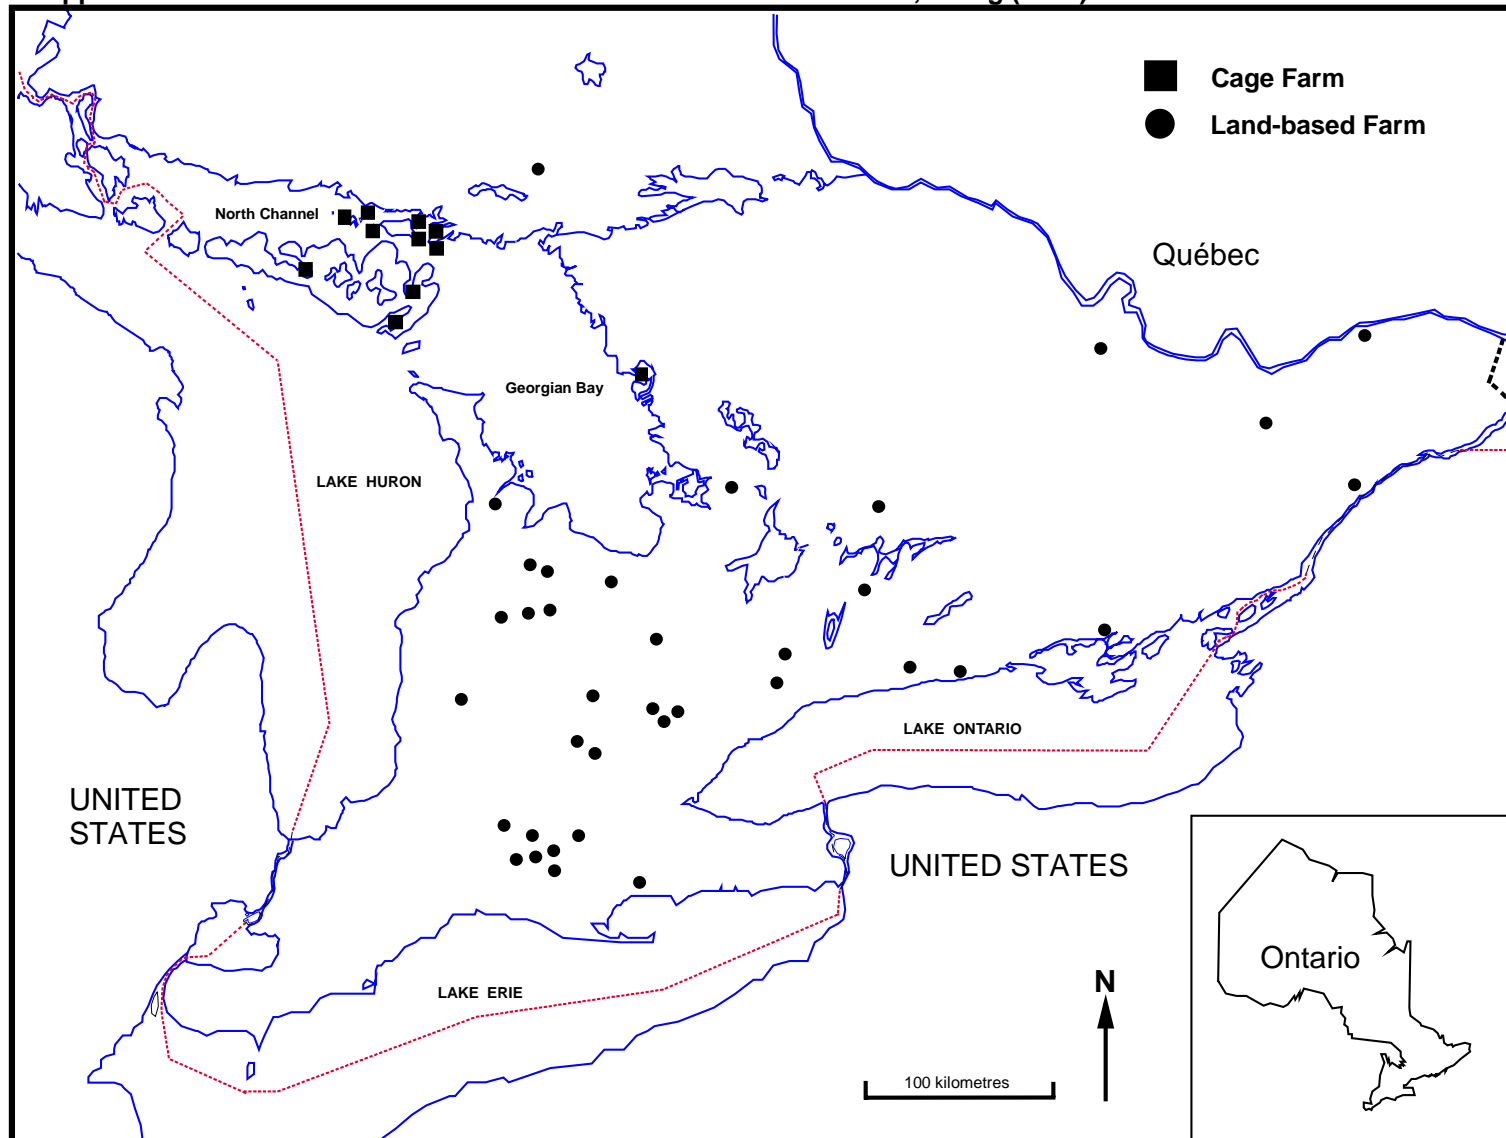 Cage Farm
Land-based Farm
North Channel
Québec
Georgian Bay
LAKE HURON
LAKE ONTARIO
UNITED
STATES
UNITED STATES
Ontario
N
LAKE ERIE
100 kilometres